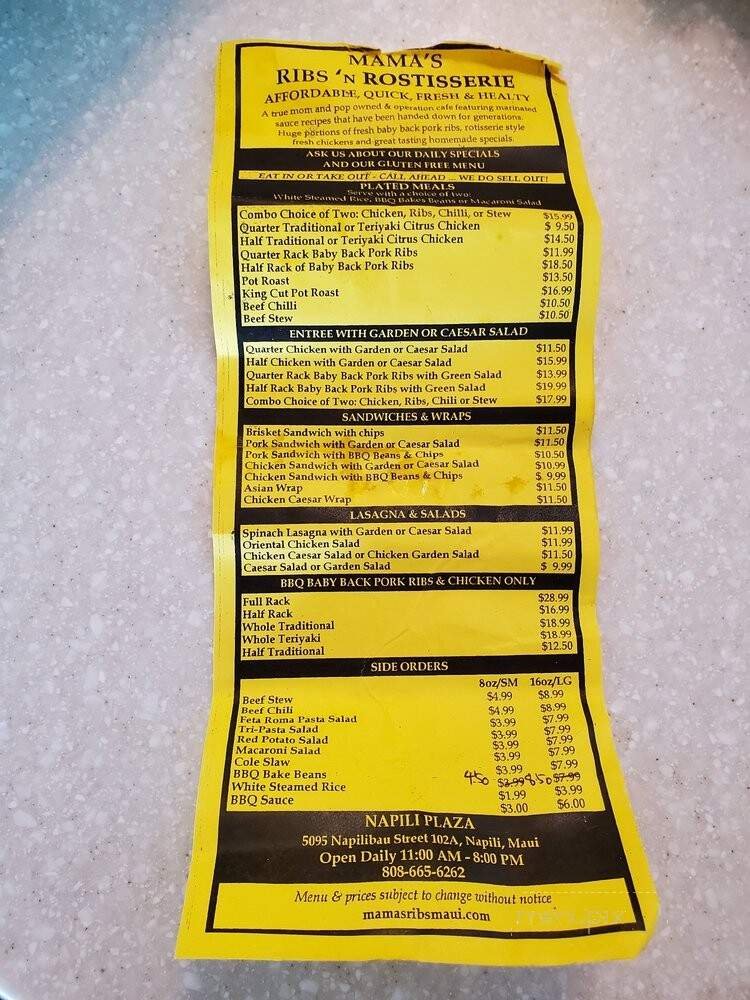 MAMA'S
RIBS 'N ROSTISSERIE
AFFORDABLE, QUICK, FRESH & HEALTY
A true mom and pop owned & operation cafe featuring marinated
sauce recipes that have been handed down for generations.
Huge portions of fresh baby back pork ribs, rotisserie style
fresh chickens and great tasting homemade specials.
ASK US ABOUT OUR DAILY SPECIALS
AND OUR GLUTEN FREE MENU
EAT IN OR TAKE OUT - CALL AHEAD ... WE DO SELL OUT!
PLATED MEALS
Serve with a choice of two:
White Steamed Rice, BBQ Bakes Beans or Macaroni Salad
Combo Choice of Two: Chicken, Ribs, Chilli, or Stew $15.99
Quarter Traditional or Teriyaki Citrus Chicken $ 9.50
Half Traditional or Teriyaki Citrus Chicken $14.50
Quarter Rack Baby Back Pork Ribs $11.99
Half Rack of Baby Back Pork Ribs $18.50
Pot Roast $13.50
King Cut Pot Roast $16.99
Beef Chilli $10.50
Beef Stew $10.50
ENTREE WITH GARDEN OR CAESAR SALAD
Quarter Chicken with Garden or Caesar Salad $11.50
Half Chicken with Garden or Caesar Salad $15.99
Quarter Rack Baby Back Pork Ribs with Green Salad $13.99
Half Rack Baby Back Pork Ribs with Green Salad $19.99
Combo Choice of Two: Chicken, Ribs, Chili or Stew $17.99
SANDWICHES & WRAPS
Brisket Sandwich with chips $11.50
Pork Sandwich with Garden or Caesar Salad $11.50
Pork Sandwich with BBQ Beans & Chips $10.50
Chicken Sandwich with Garden or Caesar Salad $10.99
Chicken Sandwich with BBQ Beans & Chips $ 9.99
Asian Wrap $11.50
Chicken Caesar Wrap $11.50
LASAGNA & SALADS
Spinach Lasagna with Garden or Caesar Salad $11.99
Oriental Chicken Salad $11.99
Chicken Caesar Salad or Chicken Garden Salad $11.50
Caesar Salad or Garden Salad $ 9.99
BBQ BABY BACK PORK RIBS & CHICKEN ONLY
Full Rack $28.99
Half Rack $16.99
Whole Traditional $18.99
Whole Teriyaki $18.99
Half Traditional $12.50
SIDE ORDERS
8oz/SM 16oz/LG
Beef Stew $4.99 $8.99
Beef Chili $4.99 $8.99
Feta Roma Pasta Salad $3.99 $7.99
Tri-Pasta Salad $3.99 $7.99
Red Potato Salad $3.99 $7.99
Macaroni Salad $3.99 $7.99
Cole Slaw $3.99 $7.99
BBQ Bake Beans 450 $3.99 850 $7.99
White Steamed Rice $1.99 $3.99
BBQ Sauce $3.00 $6.00
NAPILI PLAZA
5095 Napilibau Street 102A, Napili, Maui
Open Daily 11:00 AM - 8:00 PM
808-665-6262
Menu & prices subject to change without notice
mamasribsmaui.com
menupix